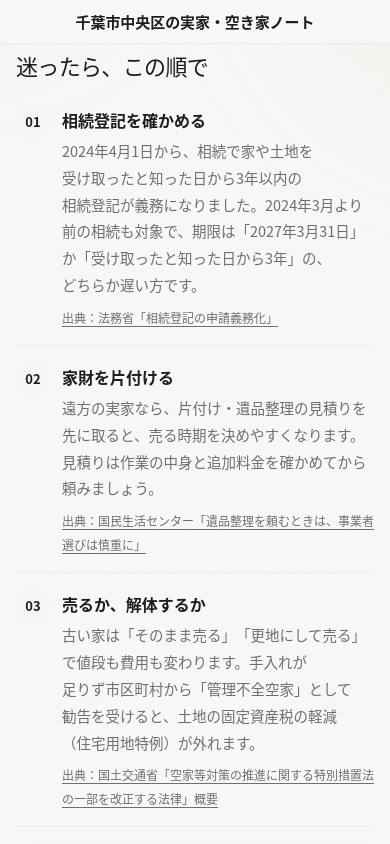 千葉市中央区の実家・空き家ノート
迷ったら、この順で
01 相続登記を確かめる
2024年4月1日から、相続で家や土地を
受け取ったと知った日から3年以内の
相続登記が義務になりました。2024年3月より
前の相続も対象で、期限は「2027年3月31日」
か「受け取ったと知った日から3年」の、
どちらか遅い方です。
出典：法務省「相続登記の申請義務化」
02 家財を片付ける
遠方の実家なら、片付け・遺品整理の見積りを
先に取ると、売る時期を決めやすくなります。
見積りは作業の中身と追加料金を確かめてから
頼みましょう。
出典：国民生活センター「遺品整理を頼むときは、事業者
選びは慎重に」
03 売るか、解体するか
古い家は「そのまま売る」「更地にして売る」
で値段も費用も変わります。手入れが
足りず市区町村から「管理不全空家」として
勧告を受けると、土地の固定資産税の軽減
（住宅用地特例）が外れます。
出典：国土交通省「空家等対策の推進に関する特別措置法
の一部を改正する法律」概要